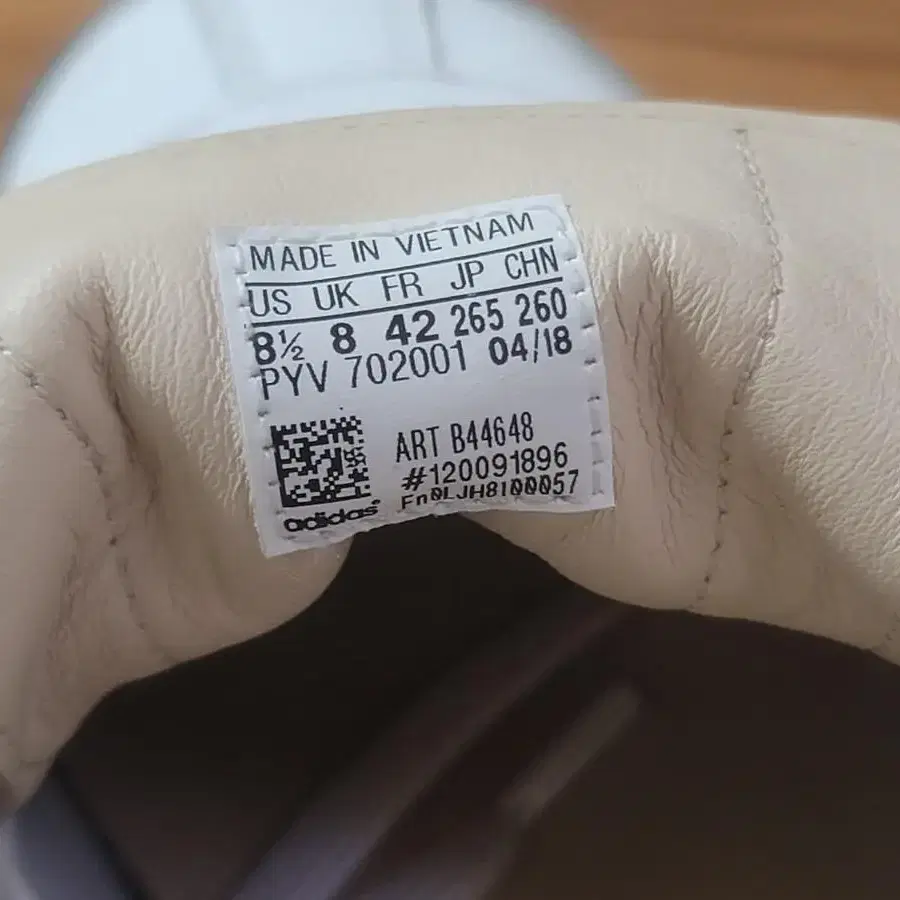 MADE IN VIETNAM
US UK FR JP CHN
8½ 8 42 265 260
PYV 702001 04/18
ART B44648
#120091896
Fn0LJH8100057
adidas